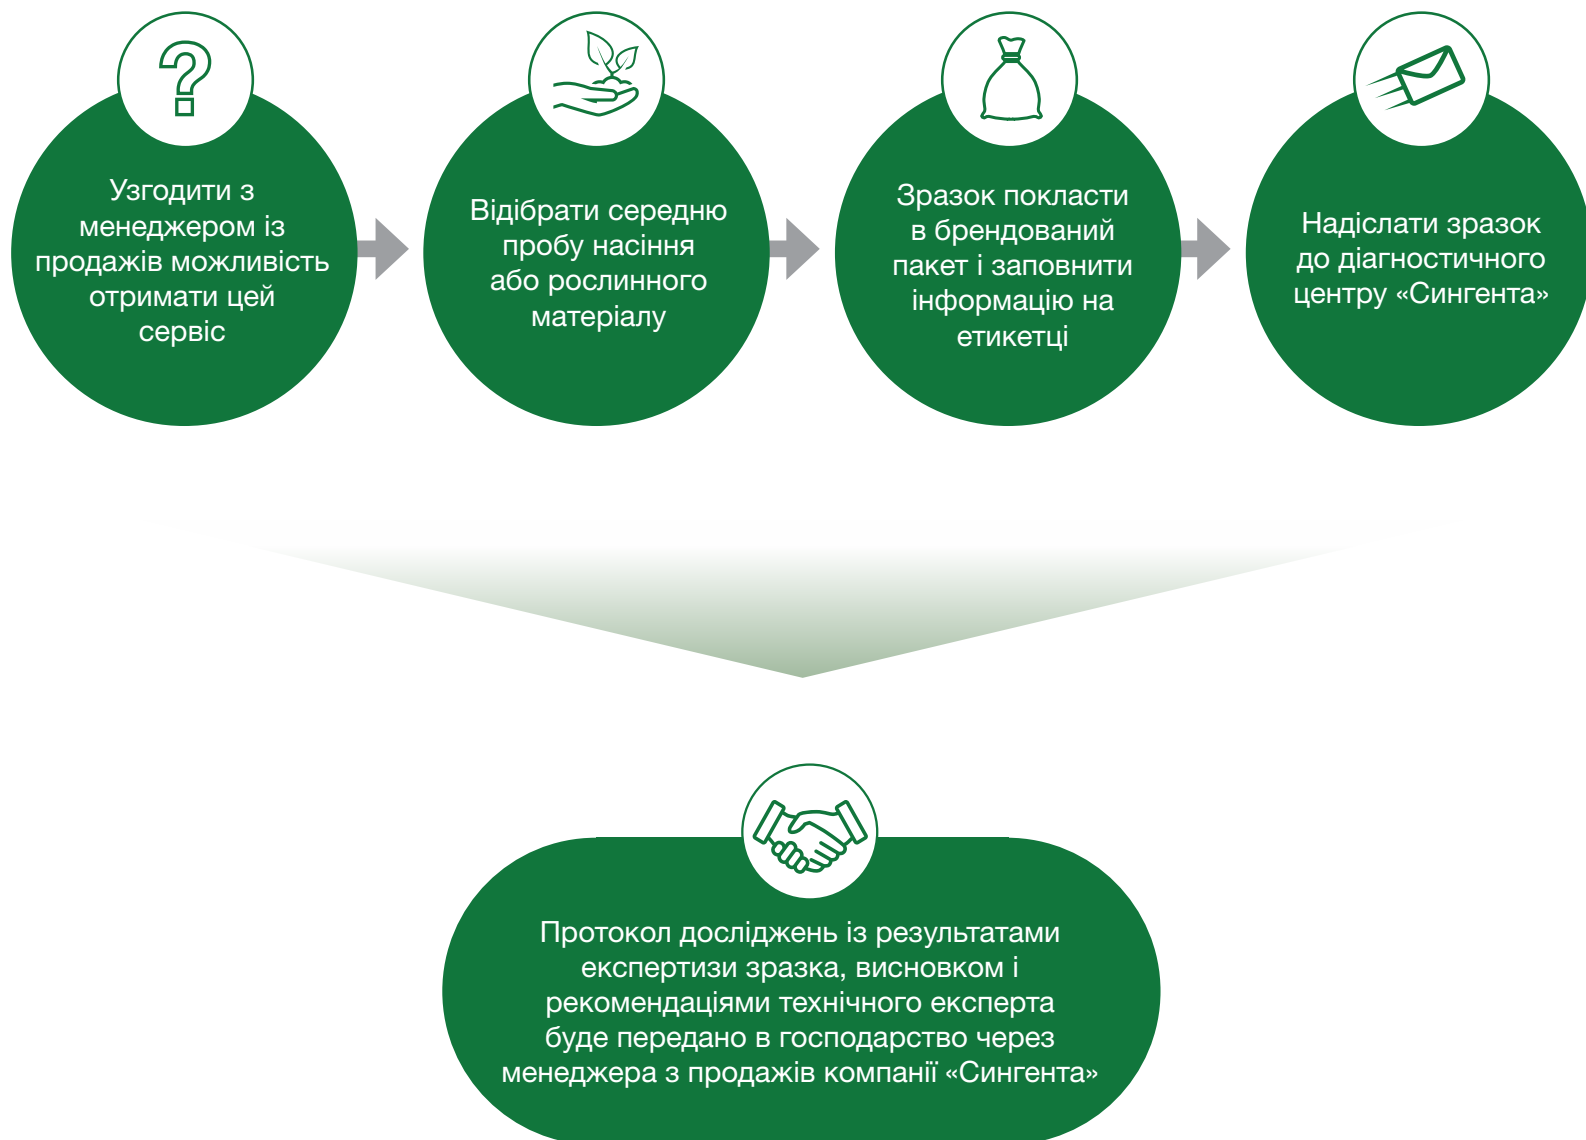 Узгодити з
менеджером із
продажів можливість
отримати цей
сервіс
Відібрати середню
пробу насіння
або рослинного
матеріалу
Зразок покласти
в брендований
пакет і заповнити
інформацію на
етикетці
Надіслати зразок
до діагностичного
центру «Сингента»
Протокол досліджень із результатами
експертизи зразка, висновком і
рекомендаціями технічного експерта
буде передано в господарство через
менеджера з продажів компанії «Сингента»